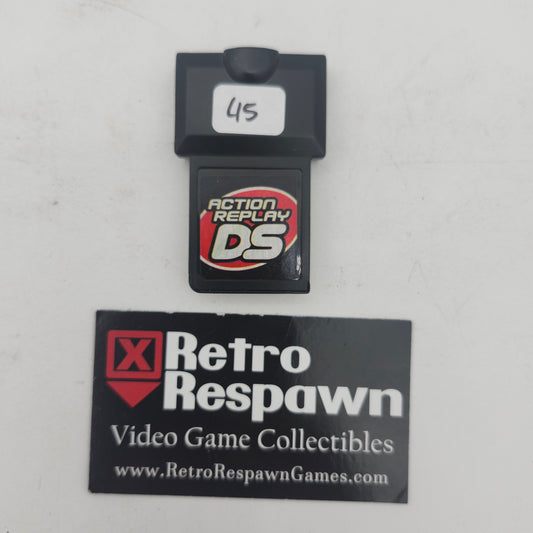 45
ACTION
REPLAY
DS
X Retro
Respawn
Video Game Collectibles
www.RetroRespawnGames.com